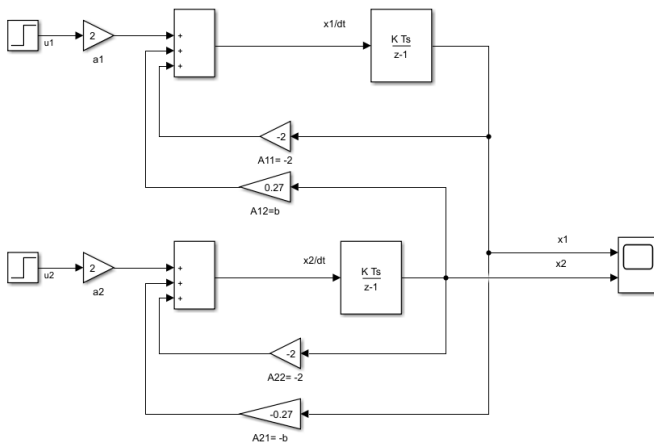 u1
2
a1
+
+
+
x1/dt
K Ts
z-1
-2
A11= -2
0.27
A12=b
u2
2
a2
+
+
+
x2/dt
K Ts
z-1
x1
x2
-2
A22= -2
-0.27
A21= -b